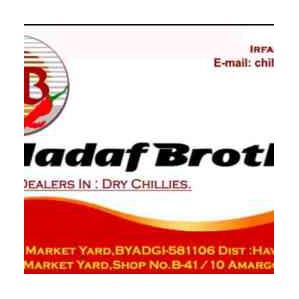 B
Irfa
E-mail: chil
Nadaf Broth
Dealers In : Dry Chillies.
Market Yard,BYADGI-581106 Dist :Hav
Market Yard,Shop No.B-41/10 Amargo